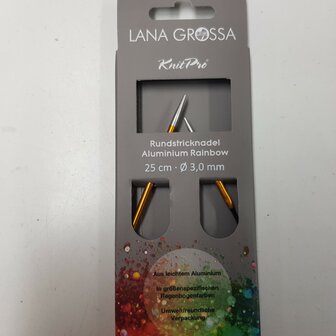 LANA GROSSA
KnitPro®
Rundstricknadel
Aluminium Rainbow
25 cm · Ø 3,0 mm
Aus leichtem Aluminium
In größenspezifischen
Regenbogenfarben
Umweltfreundliche
Verpackung